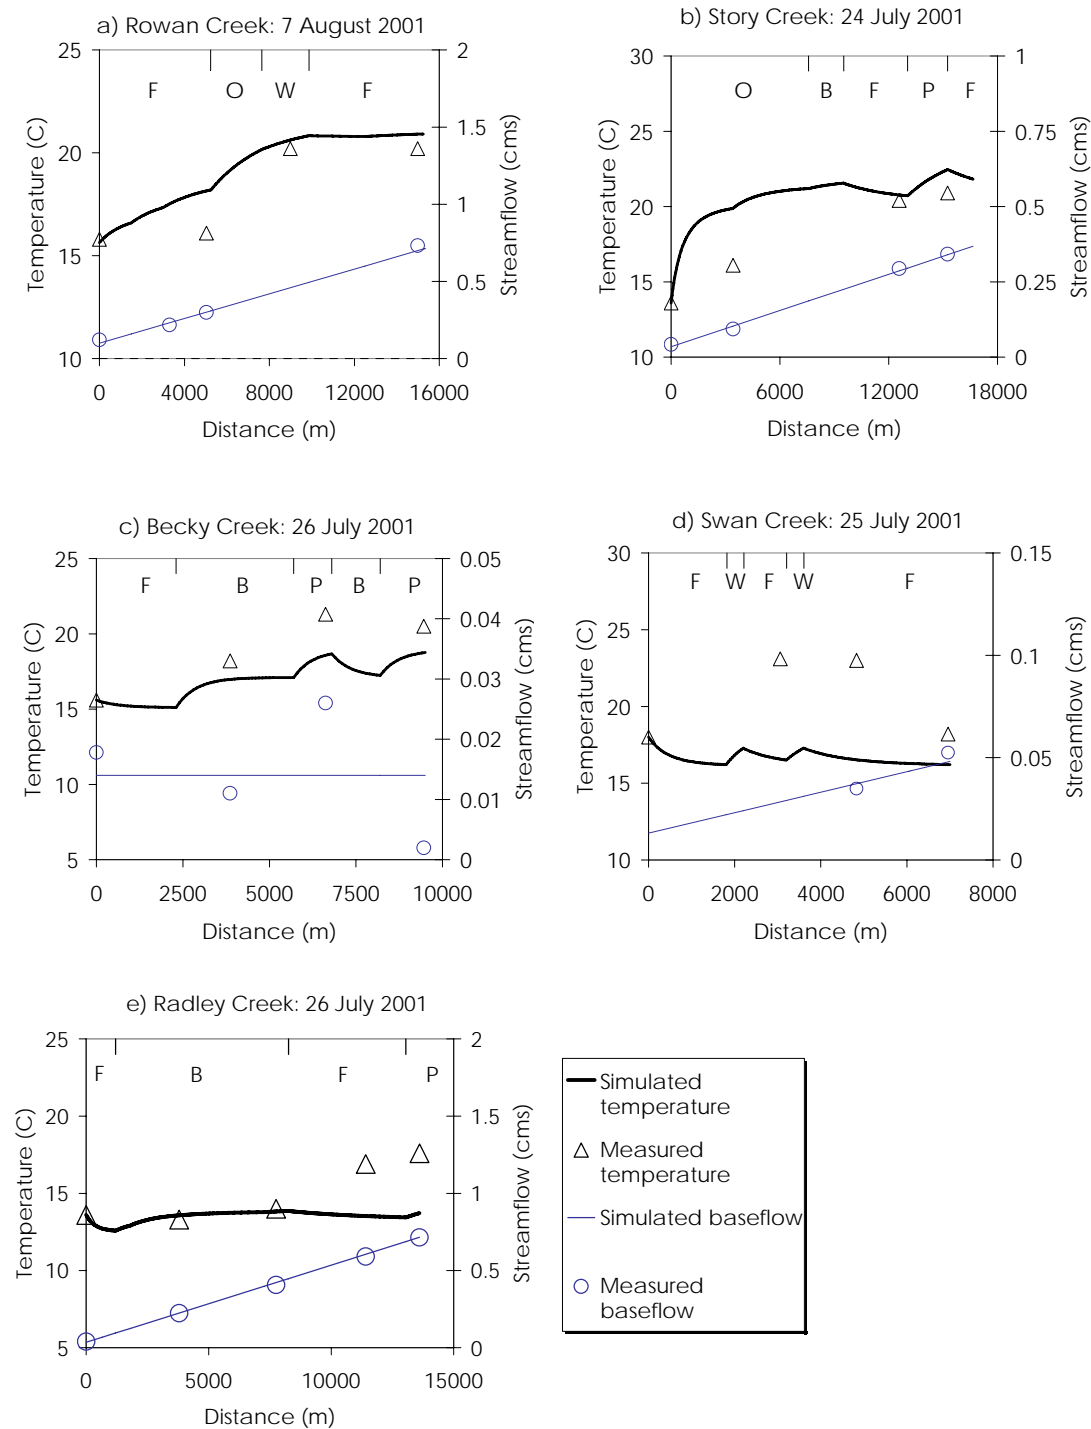 a) Rowan Creek: 7 August 2001
25
20
15
10
2
1.5
1
0.5
0
F O W F
Temperature (C)
Streamflow (cms)
0 4000 8000 12000 16000
Distance (m)
b) Story Creek: 24 July 2001
30
25
20
15
10
1
0.75
0.5
0.25
0
O B F P F
Temperature (C)
Streamflow (cms)
0 6000 12000 18000
Distance (m)
c) Becky Creek: 26 July 2001
25
20
15
10
5
0.05
0.04
0.03
0.02
0.01
0
F B P B P
Temperature (C)
Streamflow (cms)
0 2500 5000 7500 10000
Distance (m)
d) Swan Creek: 25 July 2001
30
25
20
15
10
0.15
0.1
0.05
0
F W F W F
Temperature (C)
Streamflow (cms)
0 2000 4000 6000 8000
Distance (m)
e) Radley Creek: 26 July 2001
25
20
15
10
5
2
1.5
1
0.5
0
F B F P
Temperature (C)
Streamflow (cms)
0 5000 10000 15000
Distance (m)
Simulated
temperature
Measured
temperature
Simulated baseflow
Measured
baseflow